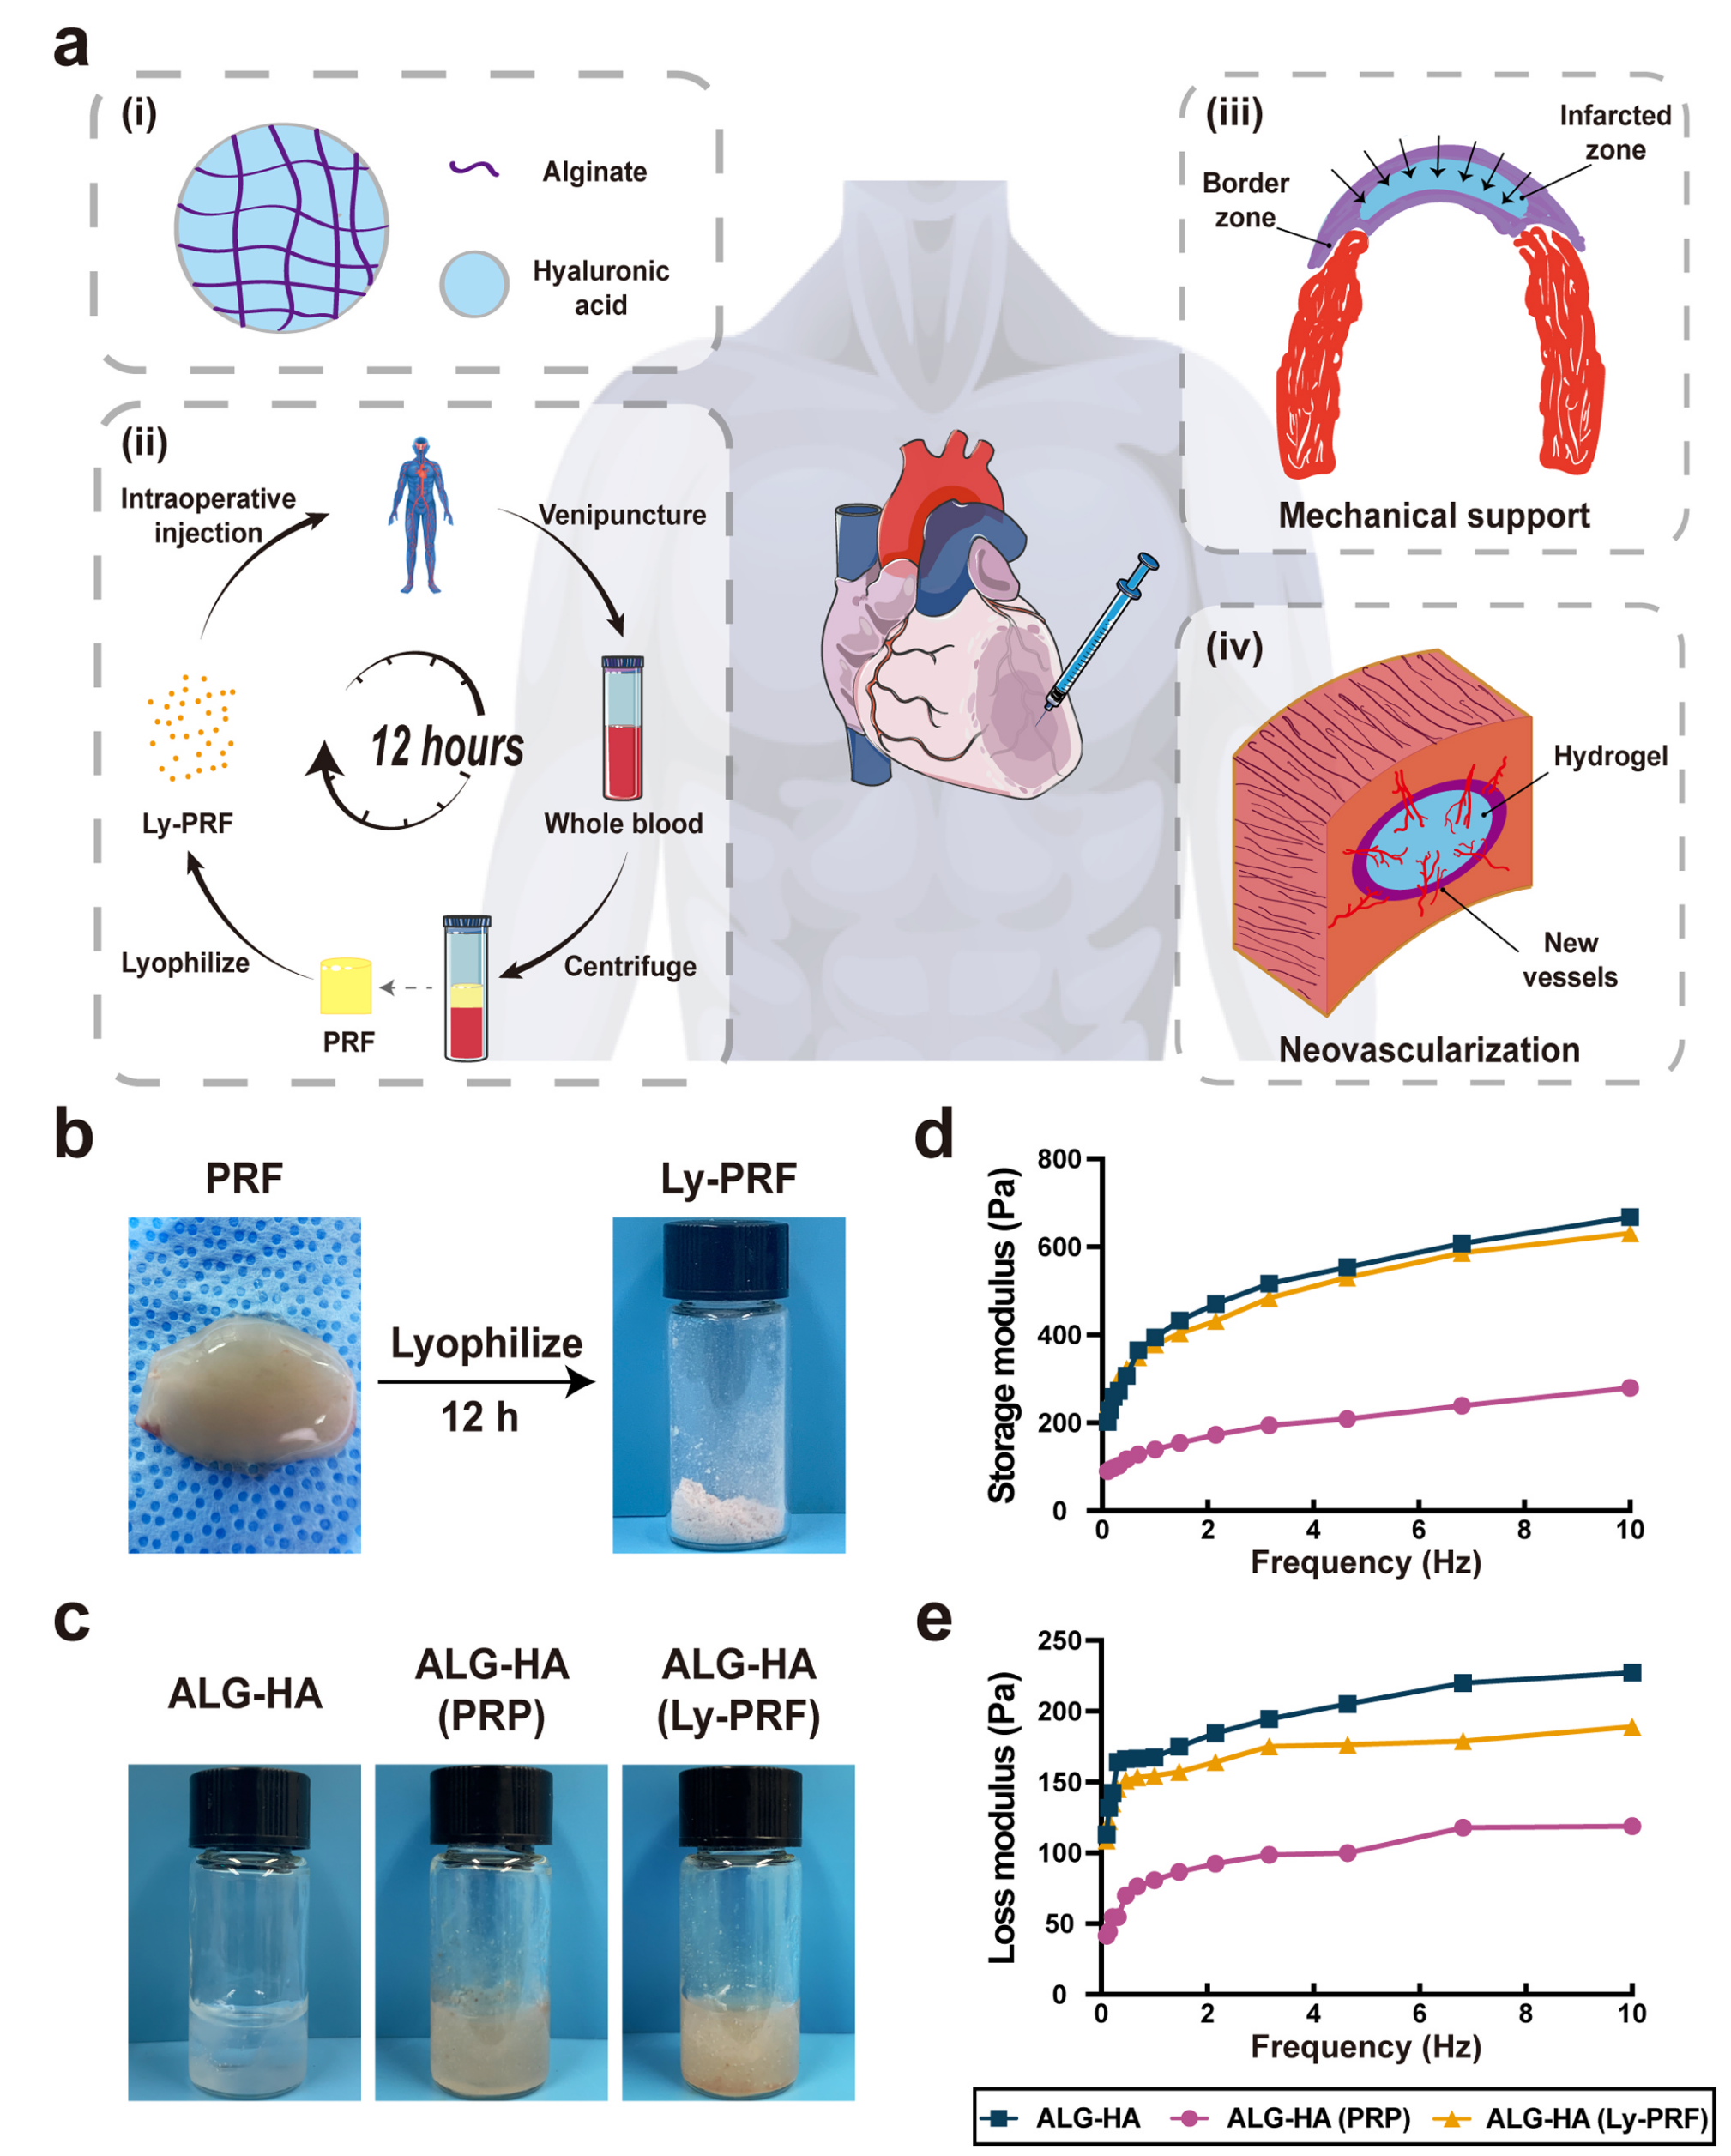 a
(i)
Alginate
Hyaluronic
acid
(ii)
Intraoperative
injection
Venipuncture
12 hours
Ly-PRF
Whole blood
Lyophilize
Centrifuge
PRF
(iii)
Infarcted
zone
Border
zone
Mechanical support
(iv)
Hydrogel
New
vessels
Neovascularization
b
PRF
Ly-PRF
Lyophilize
12 h
c
ALG-HA
ALG-HA
(PRP)
ALG-HA
(Ly-PRF)
d
Storage modulus (Pa)
800
600
400
200
0
0 2 4 6 8 10
Frequency (Hz)
e
Loss modulus (Pa)
250
200
150
100
50
0
0 2 4 6 8 10
Frequency (Hz)
ALG-HA ALG-HA (PRP) ALG-HA (Ly-PRF)